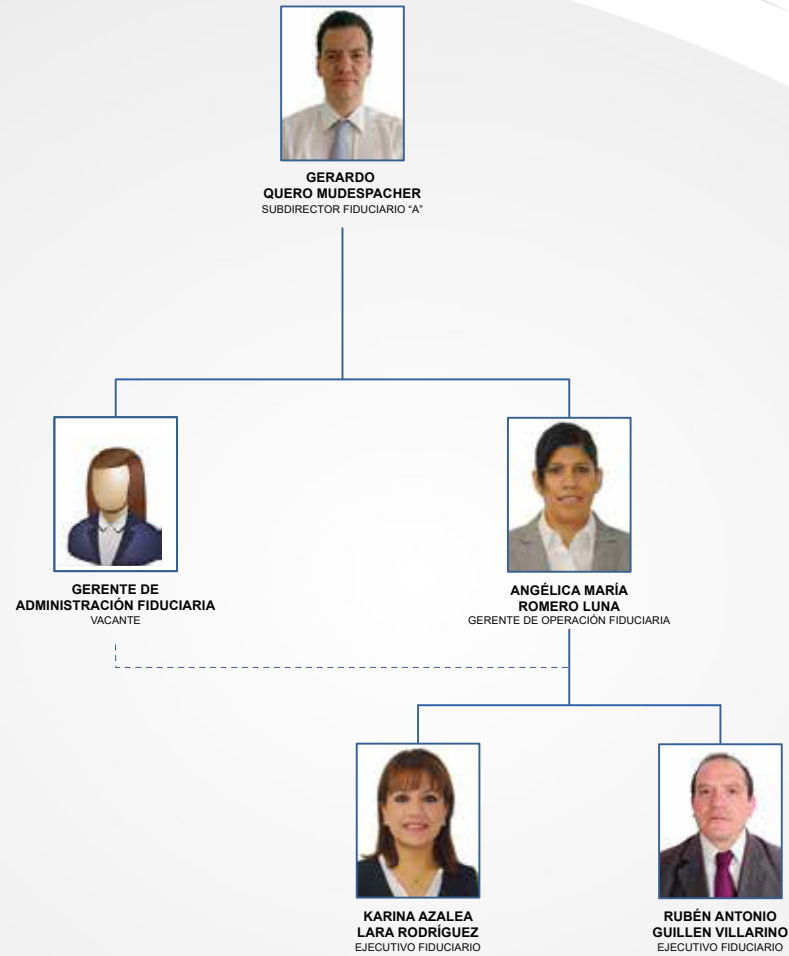 GERARDO
QUERO MUDESPACHER
SUBDIRECTOR FIDUCIARIO "A"
GERENTE DE
ADMINISTRACIÓN FIDUCIARIA
VACANTE
ANGÉLICA MARÍA
ROMERO LUNA
GERENTE DE OPERACIÓN FIDUCIARIA
KARINA AZALEA
LARA RODRÍGUEZ
EJECUTIVO FIDUCIARIO
RUBÉN ANTONIO
GUILLEN VILLARINO
EJECUTIVO FIDUCIARIO